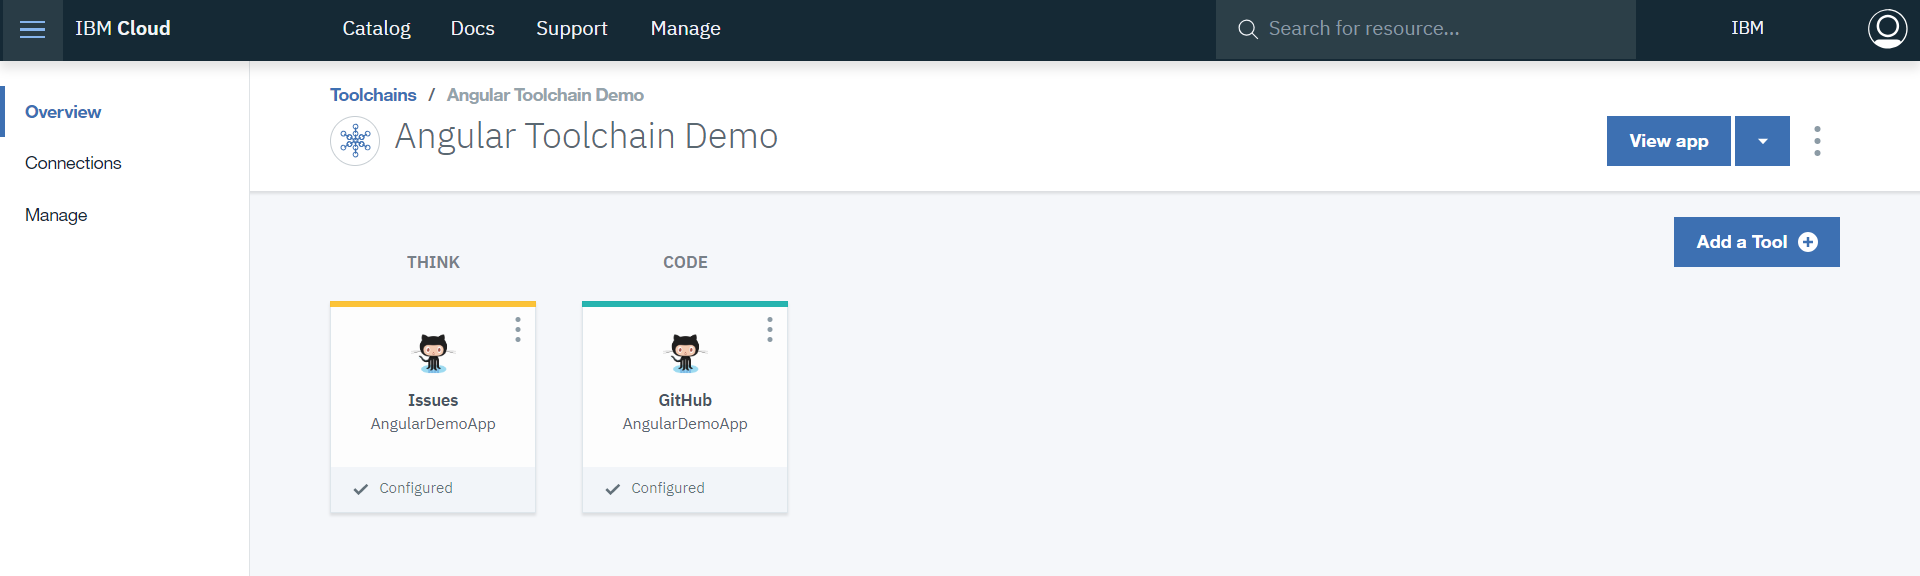 IBM Cloud
Catalog
Docs
Support
Manage
Search for resource...
IBM
Overview
Connections
Manage
Toolchains / Angular Toolchain Demo
Angular Toolchain Demo
View app
Add a Tool
THINK
CODE
Issues
AngularDemoApp
Configured
GitHub
AngularDemoApp
Configured